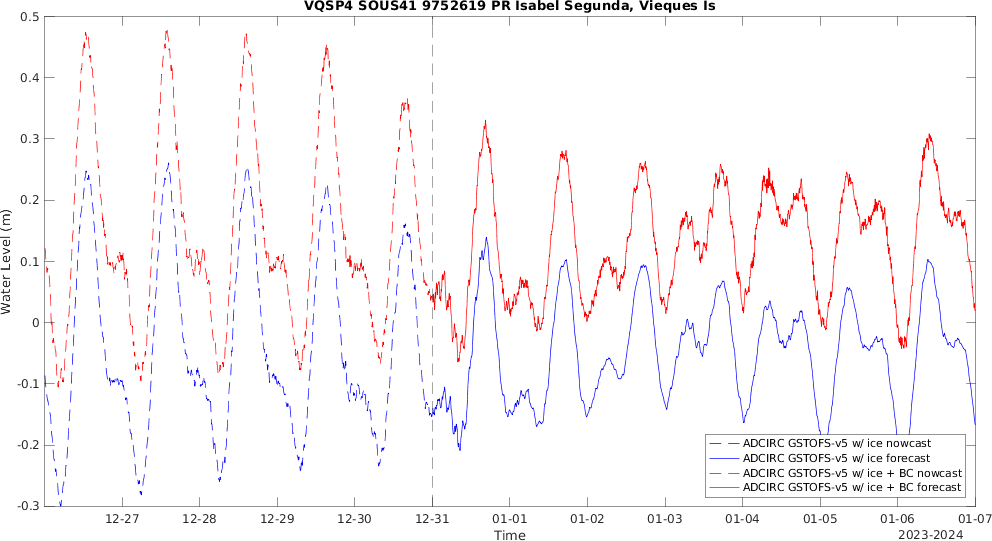 VQSP4 SOUS41 9752619 PR Isabel Segunda, Vieques Is
0.5
0.4
0.3
0.2
0.1
0
-0.1
-0.2
-0.3
Water Level (m)
12-27 12-28 12-29 12-30 12-31 01-01 01-02 01-03 01-04 01-05 01-06 01-07
Time
2023-2024
ADCIRC GSTOFS-v5 w/ ice nowcast
ADCIRC GSTOFS-v5 w/ ice forecast
ADCIRC GSTOFS-v5 w/ ice + BC nowcast
ADCIRC GSTOFS-v5 w/ ice + BC forecast